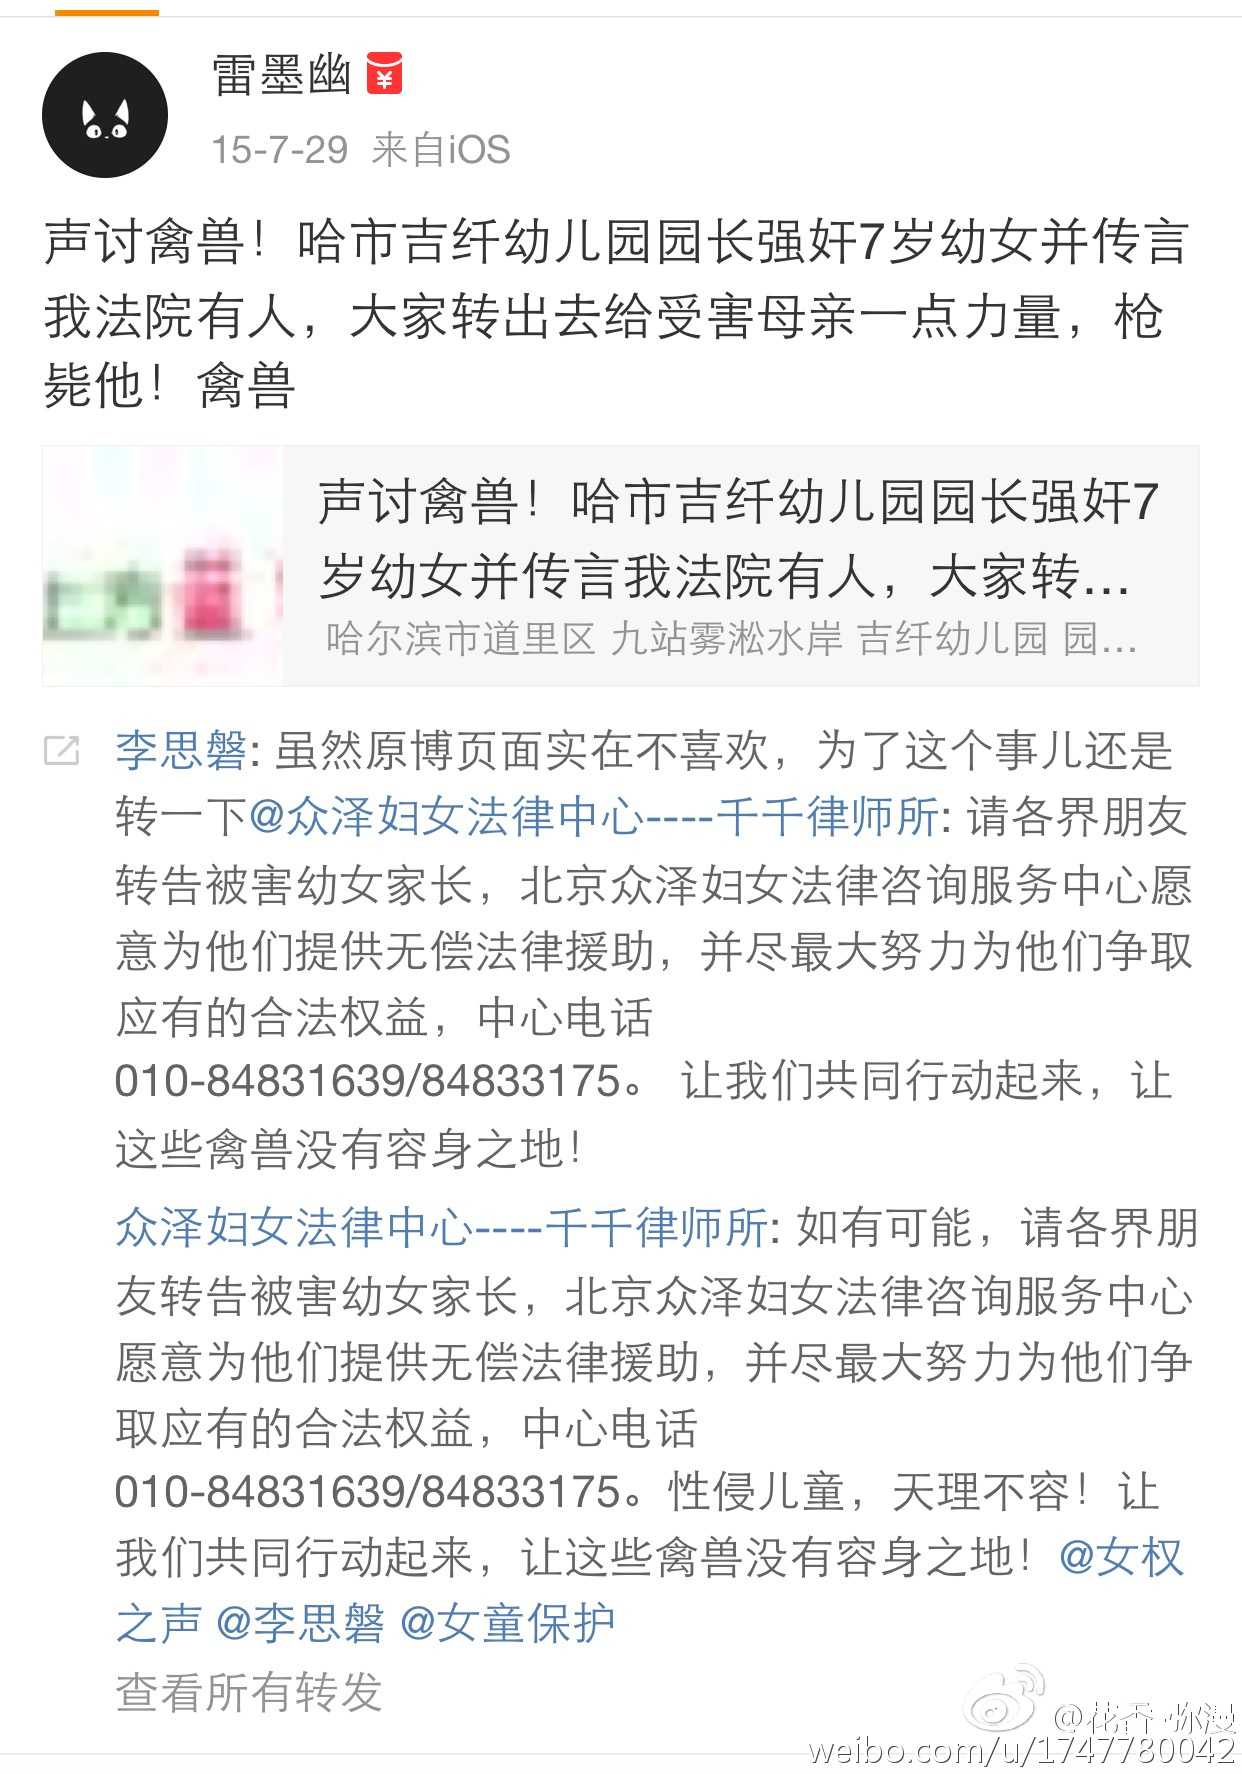 雷墨幽
15-7-29 来自iOS
声讨禽兽！哈市吉纤幼儿园园长强奸7岁幼女并传言
我法院有人，大家转出去给受害母亲一点力量，枪
毙他！禽兽
声讨禽兽！哈市吉纤幼儿园园长强奸7
岁幼女并传言我法院有人，大家转...
哈尔滨市道里区 九站雾淞水岸 吉纤幼儿园 园...
李思磐: 虽然原博页面实在不喜欢，为了这个事儿还是
转一下@众泽妇女法律中心----千千律师所: 请各界朋友
转告被害幼女家长，北京众泽妇女法律咨询服务中心愿
意为他们提供无偿法律援助，并尽最大努力为他们争取
应有的合法权益，中心电话
010-84831639/84833175。 让我们共同行动起来，让
这些禽兽没有容身之地！
众泽妇女法律中心----千千律师所: 如有可能，请各界朋
友转告被害幼女家长，北京众泽妇女法律咨询服务中心
愿意为他们提供无偿法律援助，并尽最大努力为他们争
取应有的合法权益，中心电话
010-84831639/84833175。性侵儿童，天理不容！让
我们共同行动起来，让这些禽兽没有容身之地！@女权
之声 @李思磐 @女童保护
查看所有转发
@花香·弥漫
weibo.com/u/1747780042